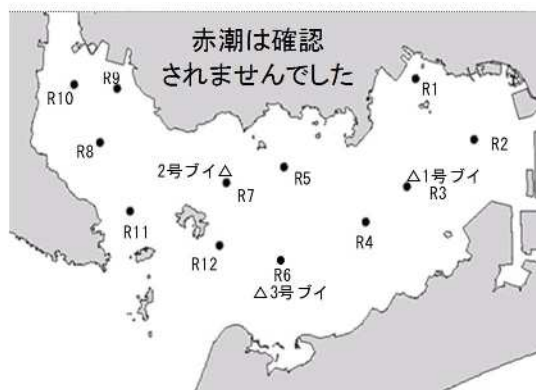 赤潮は確認
されませんでした
R1
R9
R10
R2
R8
2号ブイ△
R5
△1号ブイ
R7
R3
R11
R4
R12
R6
△3号ブイ